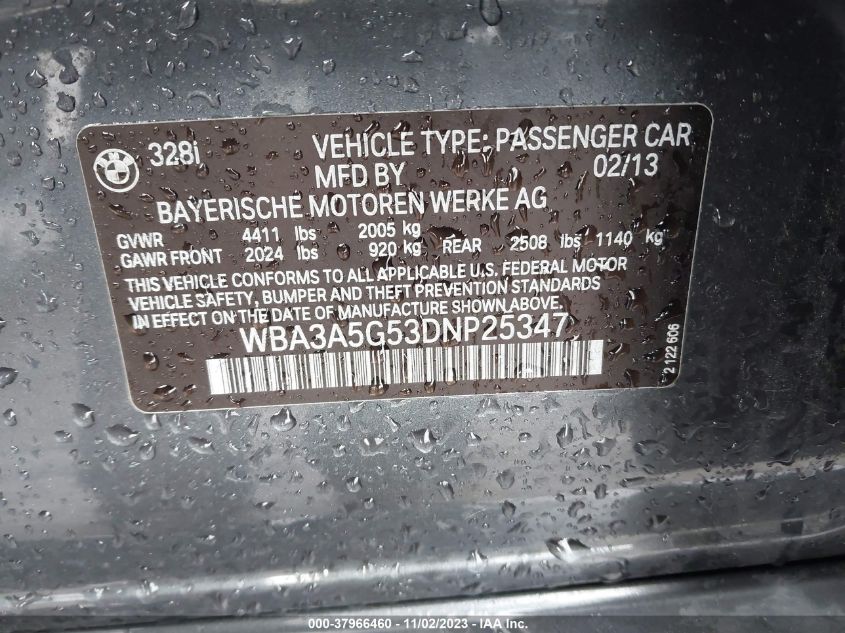 328i VEHICLE TYPE: PASSENGER CAR
MFD BY 02/13
BAYERISCHE MOTOREN WERKE AG
GVWR 4411 lbs 2005 kg
GAWR FRONT 2024 lbs 920 kg REAR 2508 lbs 1140 kg
THIS VEHICLE CONFORMS TO ALL APPLICABLE U.S. FEDERAL MOTOR
VEHICLE SAFETY, BUMPER AND THEFT PREVENTION STANDARDS
IN EFFECT ON THE DATE OF MANUFACTURE SHOWN ABOVE.
WBA3A5G53DNP25347
2 122 606
000-37966460 - 11/02/2023 - IAA Inc.